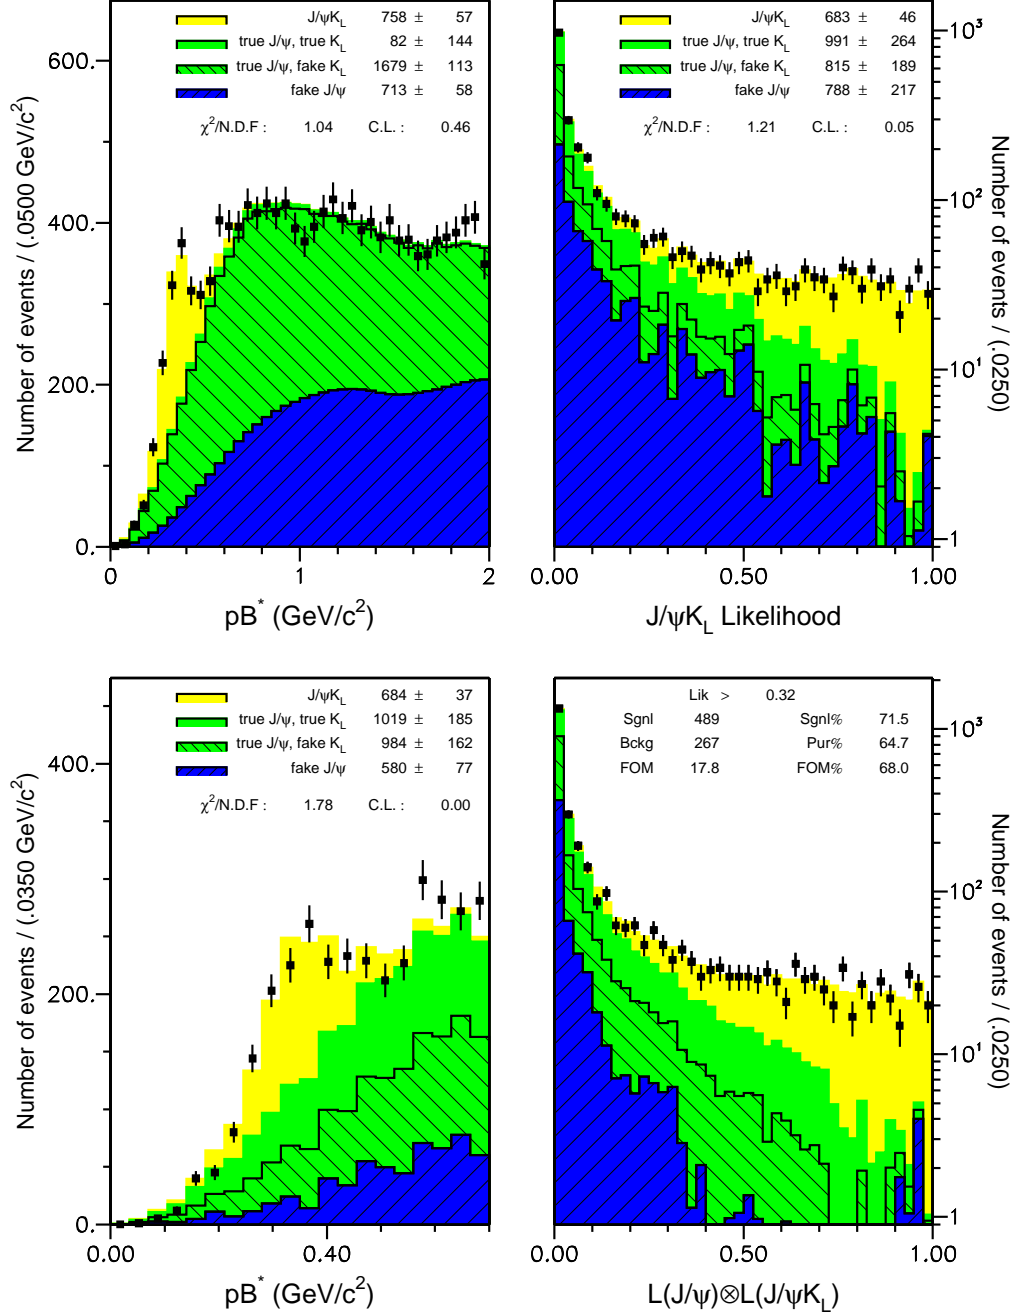 Number of events / (.0500 GeV/c²)
600.
400.
200.
0.
J/ψK_L 758 ± 57
true J/ψ, true K_L 82 ± 144
true J/ψ, fake K_L 1679 ± 113
fake J/ψ 713 ± 58
χ²/N.D.F : 1.04 C.L. : 0.46
0 1 2
pB* (GeV/c²)
J/ψK_L 683 ± 46
true J/ψ, true K_L 991 ± 264
true J/ψ, fake K_L 815 ± 189
fake J/ψ 788 ± 217
χ²/N.D.F : 1.21 C.L. : 0.05
10³
10²
10¹
1
Number of events / (.0250)
0.00 0.50 1.00
J/ψK_L Likelihood
Number of events / (.0350 GeV/c²)
400.
200.
0.
J/ψK_L 684 ± 37
true J/ψ, true K_L 1019 ± 185
true J/ψ, fake K_L 984 ± 162
fake J/ψ 580 ± 77
χ²/N.D.F : 1.78 C.L. : 0.00
0.00 0.40
pB* (GeV/c²)
Lik > 0.32
Sgnl 489 Sgnl% 71.5
Bckg 267 Pur% 64.7
FOM 17.8 FOM% 68.0
10³
10²
10¹
1
Number of events / (.0250)
0.00 0.50 1.00
L(J/ψ)⊗L(J/ψK_L)